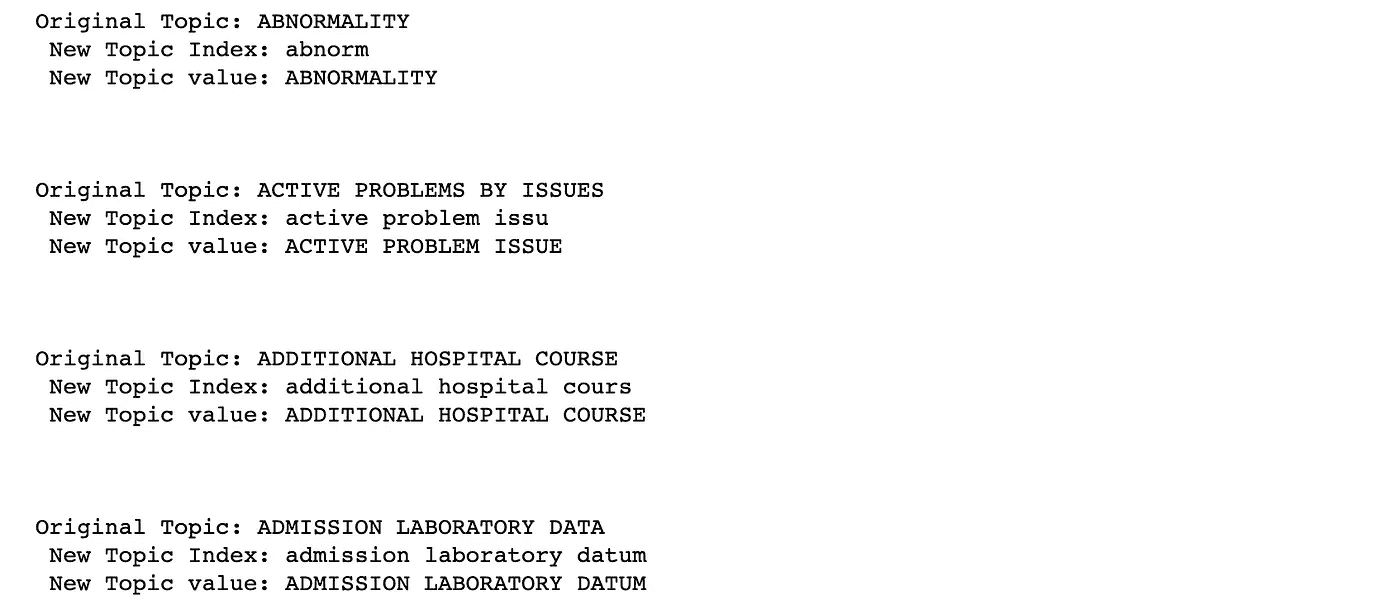 Original Topic: ABNORMALITY
New Topic Index: abnorm
New Topic value: ABNORMALITY
Original Topic: ACTIVE PROBLEMS BY ISSUES
New Topic Index: active problem issu
New Topic value: ACTIVE PROBLEM ISSUE
Original Topic: ADDITIONAL HOSPITAL COURSE
New Topic Index: additional hospital cours
New Topic value: ADDITIONAL HOSPITAL COURSE
Original Topic: ADMISSION LABORATORY DATA
New Topic Index: admission laboratory datum
New Topic value: ADMISSION LABORATORY DATUM